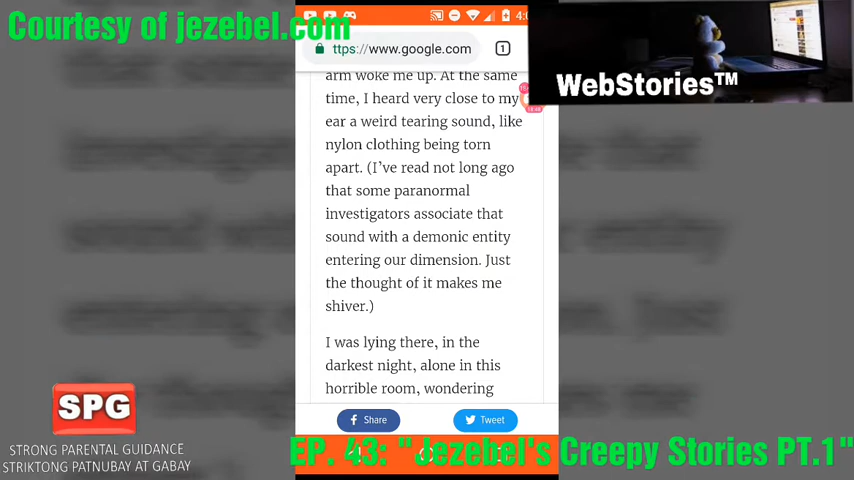 Courtesy of jezebel.com
ttps://www.google.com
1
WebStories™
arm woke me up. At the same
time, I heard very close to my
ear a weird tearing sound, like
nylon clothing being torn
apart. (I've read not long ago
that some paranormal
investigators associate that
sound with a demonic entity
entering our dimension. Just
the thought of it makes me
shiver.)
I was lying there, in the
darkest night, alone in this
horrible room, wondering
Share
Tweet
SPG
STRONG PARENTAL GUIDANCE
STRIKTONG PATNUBAY AT GABAY
EP. 43: "Jezebel's Creepy Stories PT.1"